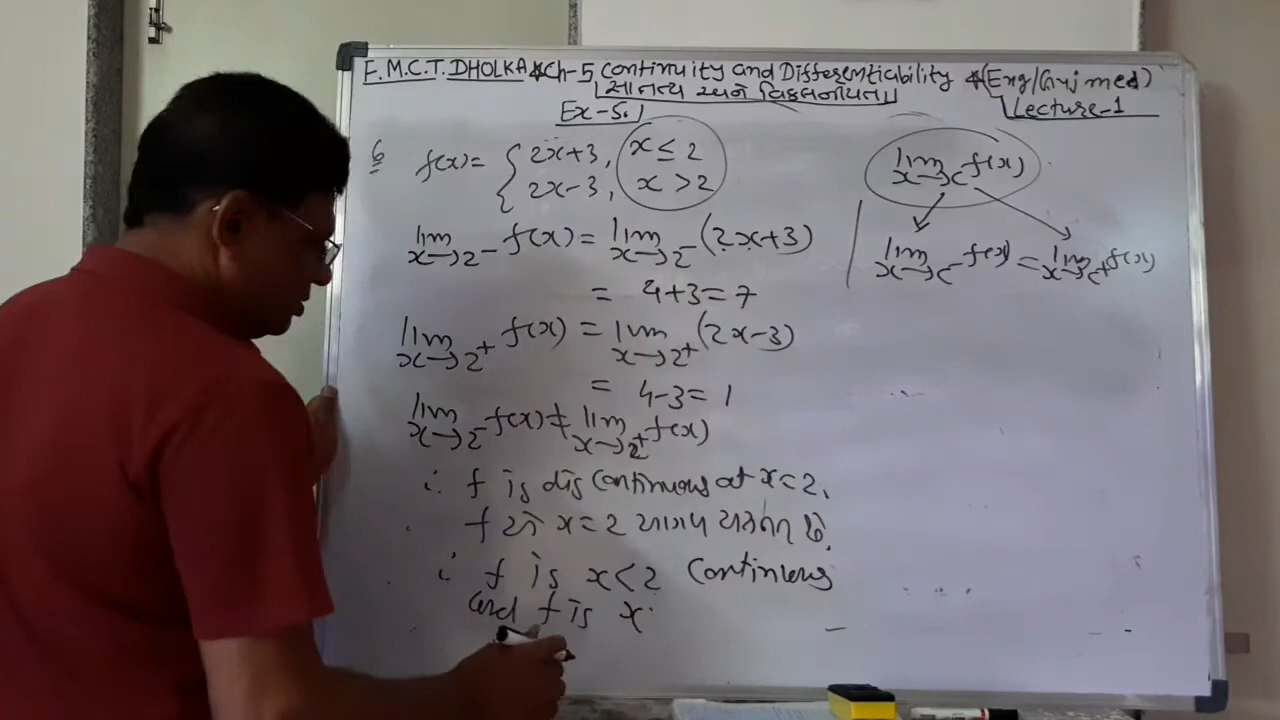 F.M.C.T. DHOLKA * Ch-5 Continuity and Differentiability * (Eng/Guj med)
સાતત્ય અને વિકલનીયતા
Lecture-1
Ex-5.1
6 f(x) = { 2x+3, x ≤ 2
2x-3, x > 2
lim x→2⁻ f(x) = lim x→2⁻ (2x+3)
= 4+3 = 7
lim x→2⁺ f(x) = lim x→2⁺ (2x-3)
= 4-3 = 1
lim x→2⁻ f(x) ≠ lim x→2⁺ f(x)
∴ f is discontinuous at x=2.
f એ x=2 આગળ અસતત છે.
∴ f is x<2 continuous
and f is x
lim x→c f(x)
lim x→c⁻ f(x) = lim x→c⁺ f(x)